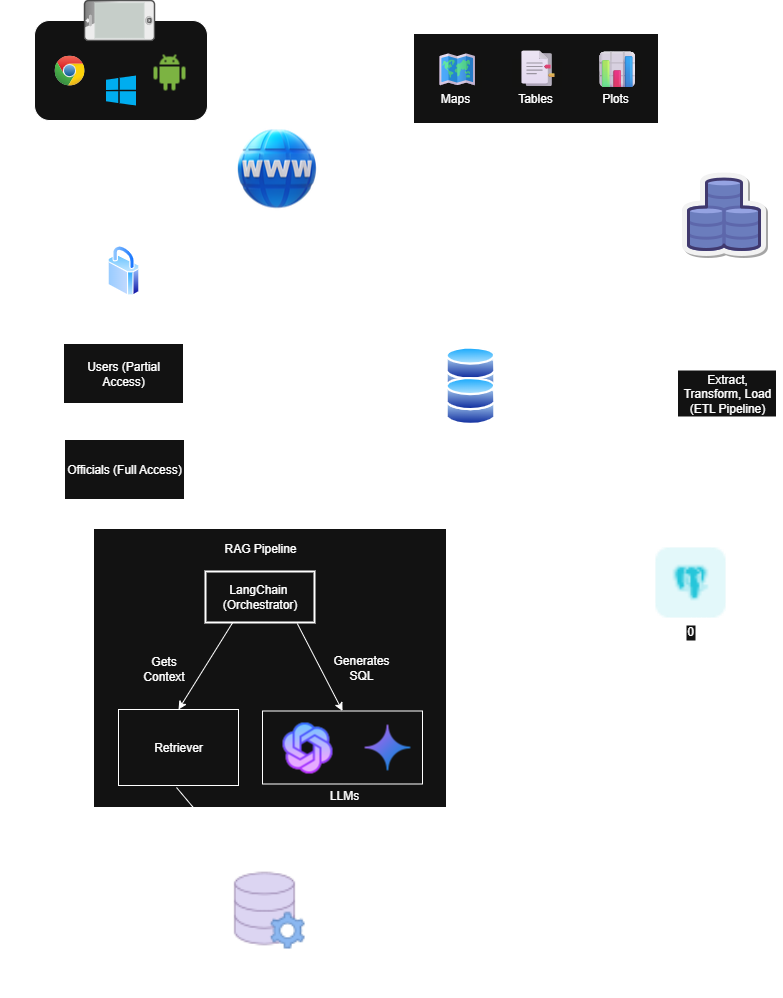 Maps
Tables
Plots
WWW
Users (Partial
Access)
Extract,
Transform, Load
(ETL Pipeline)
Officials (Full Access)
RAG Pipeline
LangChain
(Orchestrator)
Gets
Context
Generates
SQL
0
Retriever
LLMs